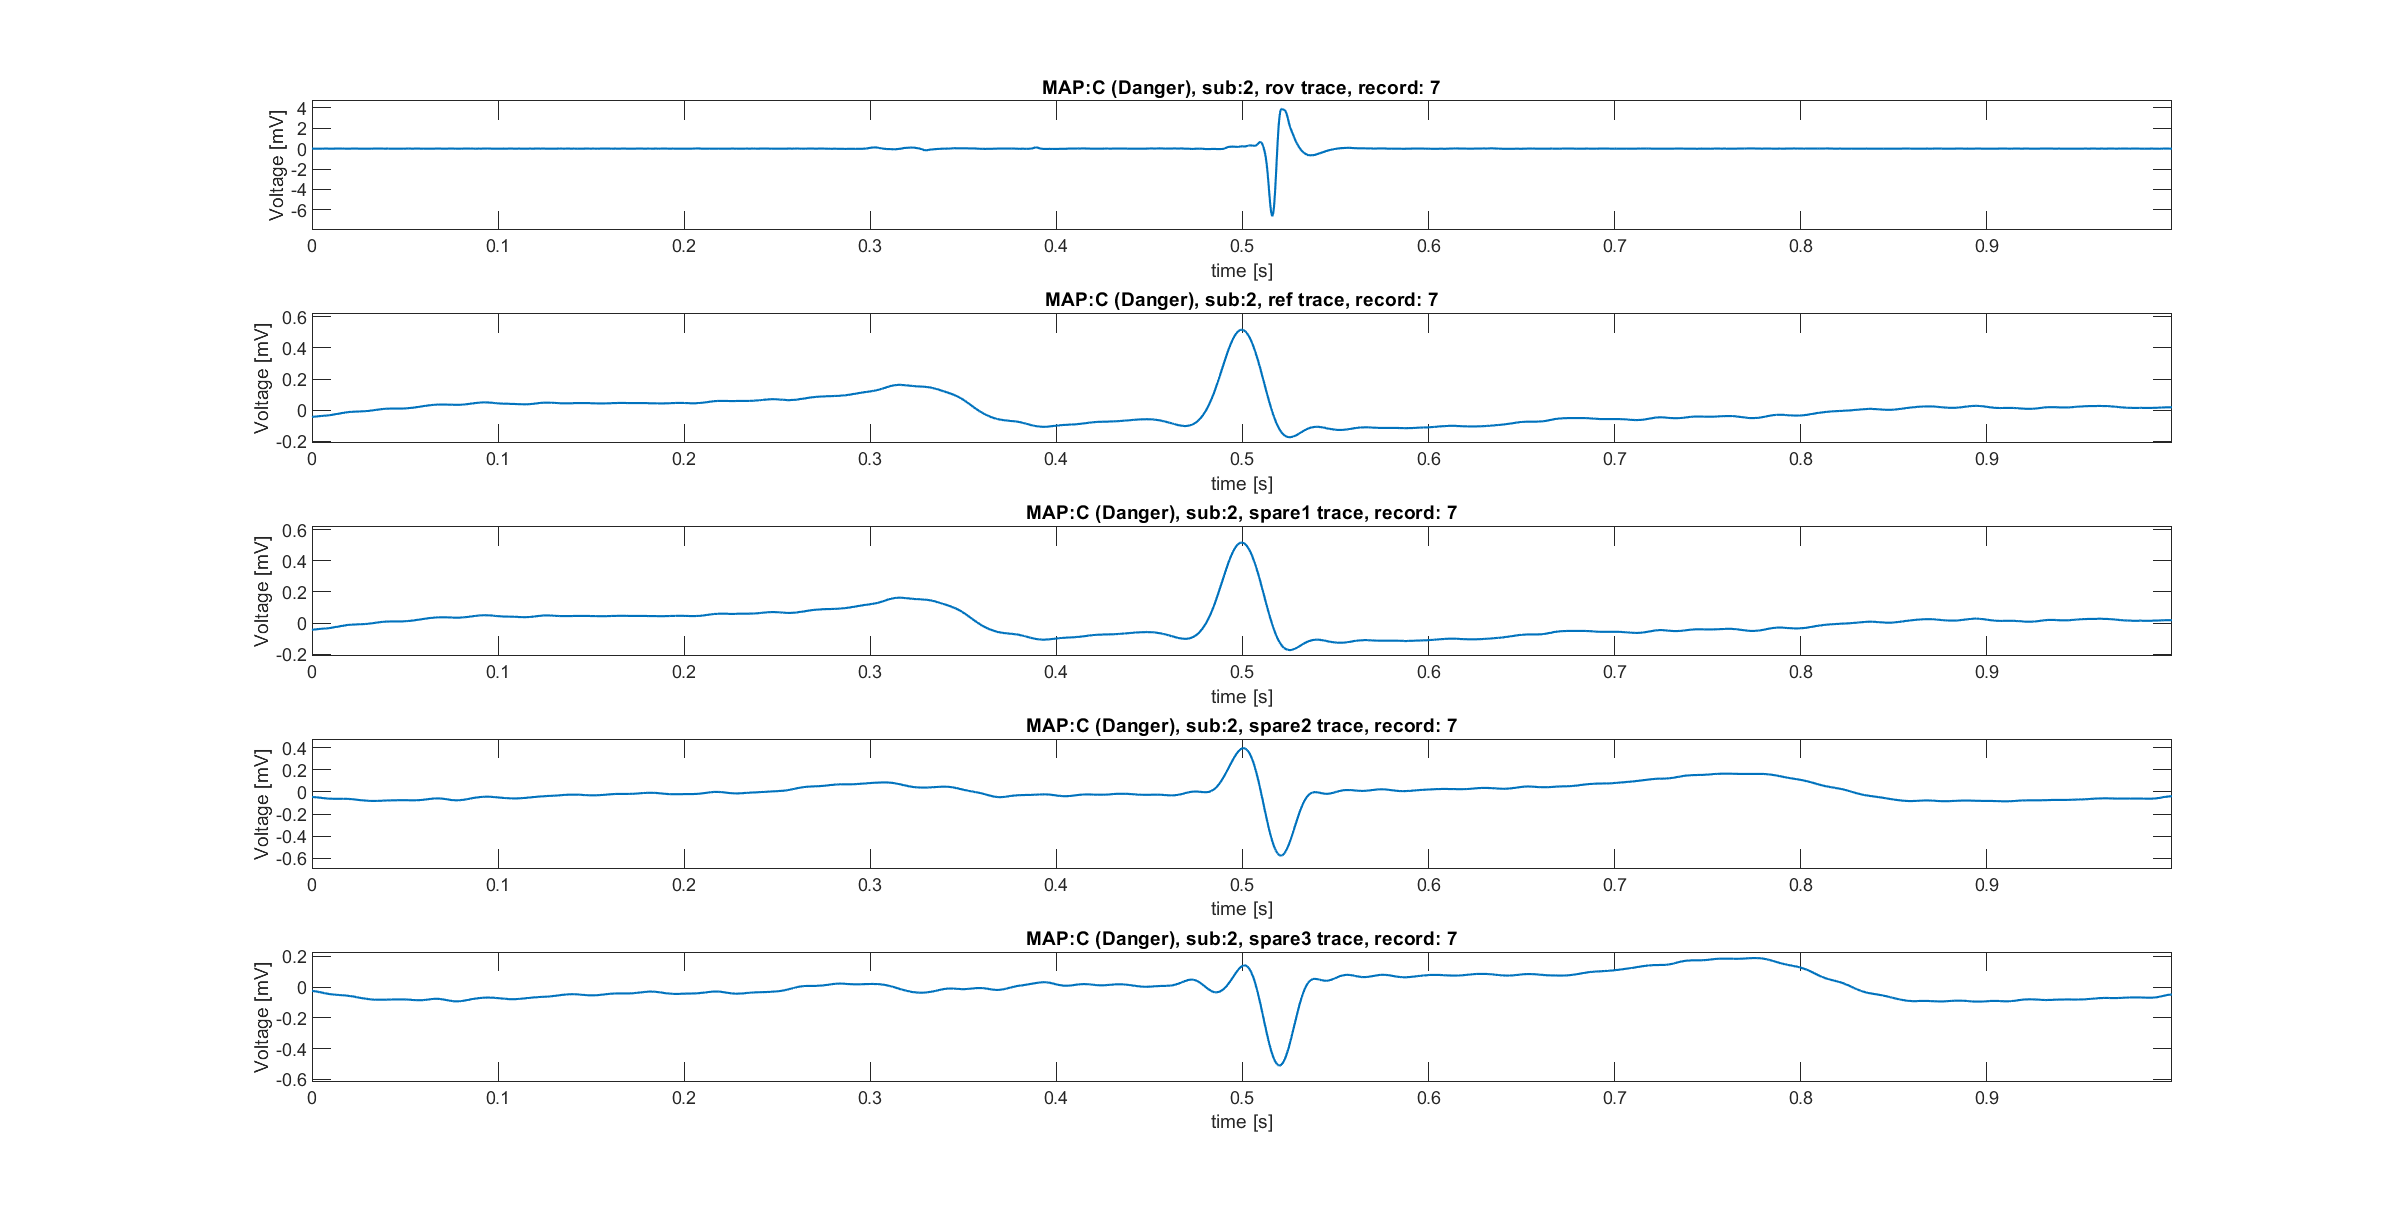 MAP:C (Danger), sub:2, rov trace, record: 7
Voltage [mV]
4
2
0
-2
-4
-6
0 0.1 0.2 0.3 0.4 0.5 0.6 0.7 0.8 0.9
time [s]
MAP:C (Danger), sub:2, ref trace, record: 7
Voltage [mV]
0.6
0.4
0.2
0
-0.2
0 0.1 0.2 0.3 0.4 0.5 0.6 0.7 0.8 0.9
time [s]
MAP:C (Danger), sub:2, spare1 trace, record: 7
Voltage [mV]
0.6
0.4
0.2
0
-0.2
0 0.1 0.2 0.3 0.4 0.5 0.6 0.7 0.8 0.9
time [s]
MAP:C (Danger), sub:2, spare2 trace, record: 7
Voltage [mV]
0.4
0.2
0
-0.2
-0.4
-0.6
0 0.1 0.2 0.3 0.4 0.5 0.6 0.7 0.8 0.9
time [s]
MAP:C (Danger), sub:2, spare3 trace, record: 7
Voltage [mV]
0.2
0
-0.2
-0.4
-0.6
0 0.1 0.2 0.3 0.4 0.5 0.6 0.7 0.8 0.9
time [s]